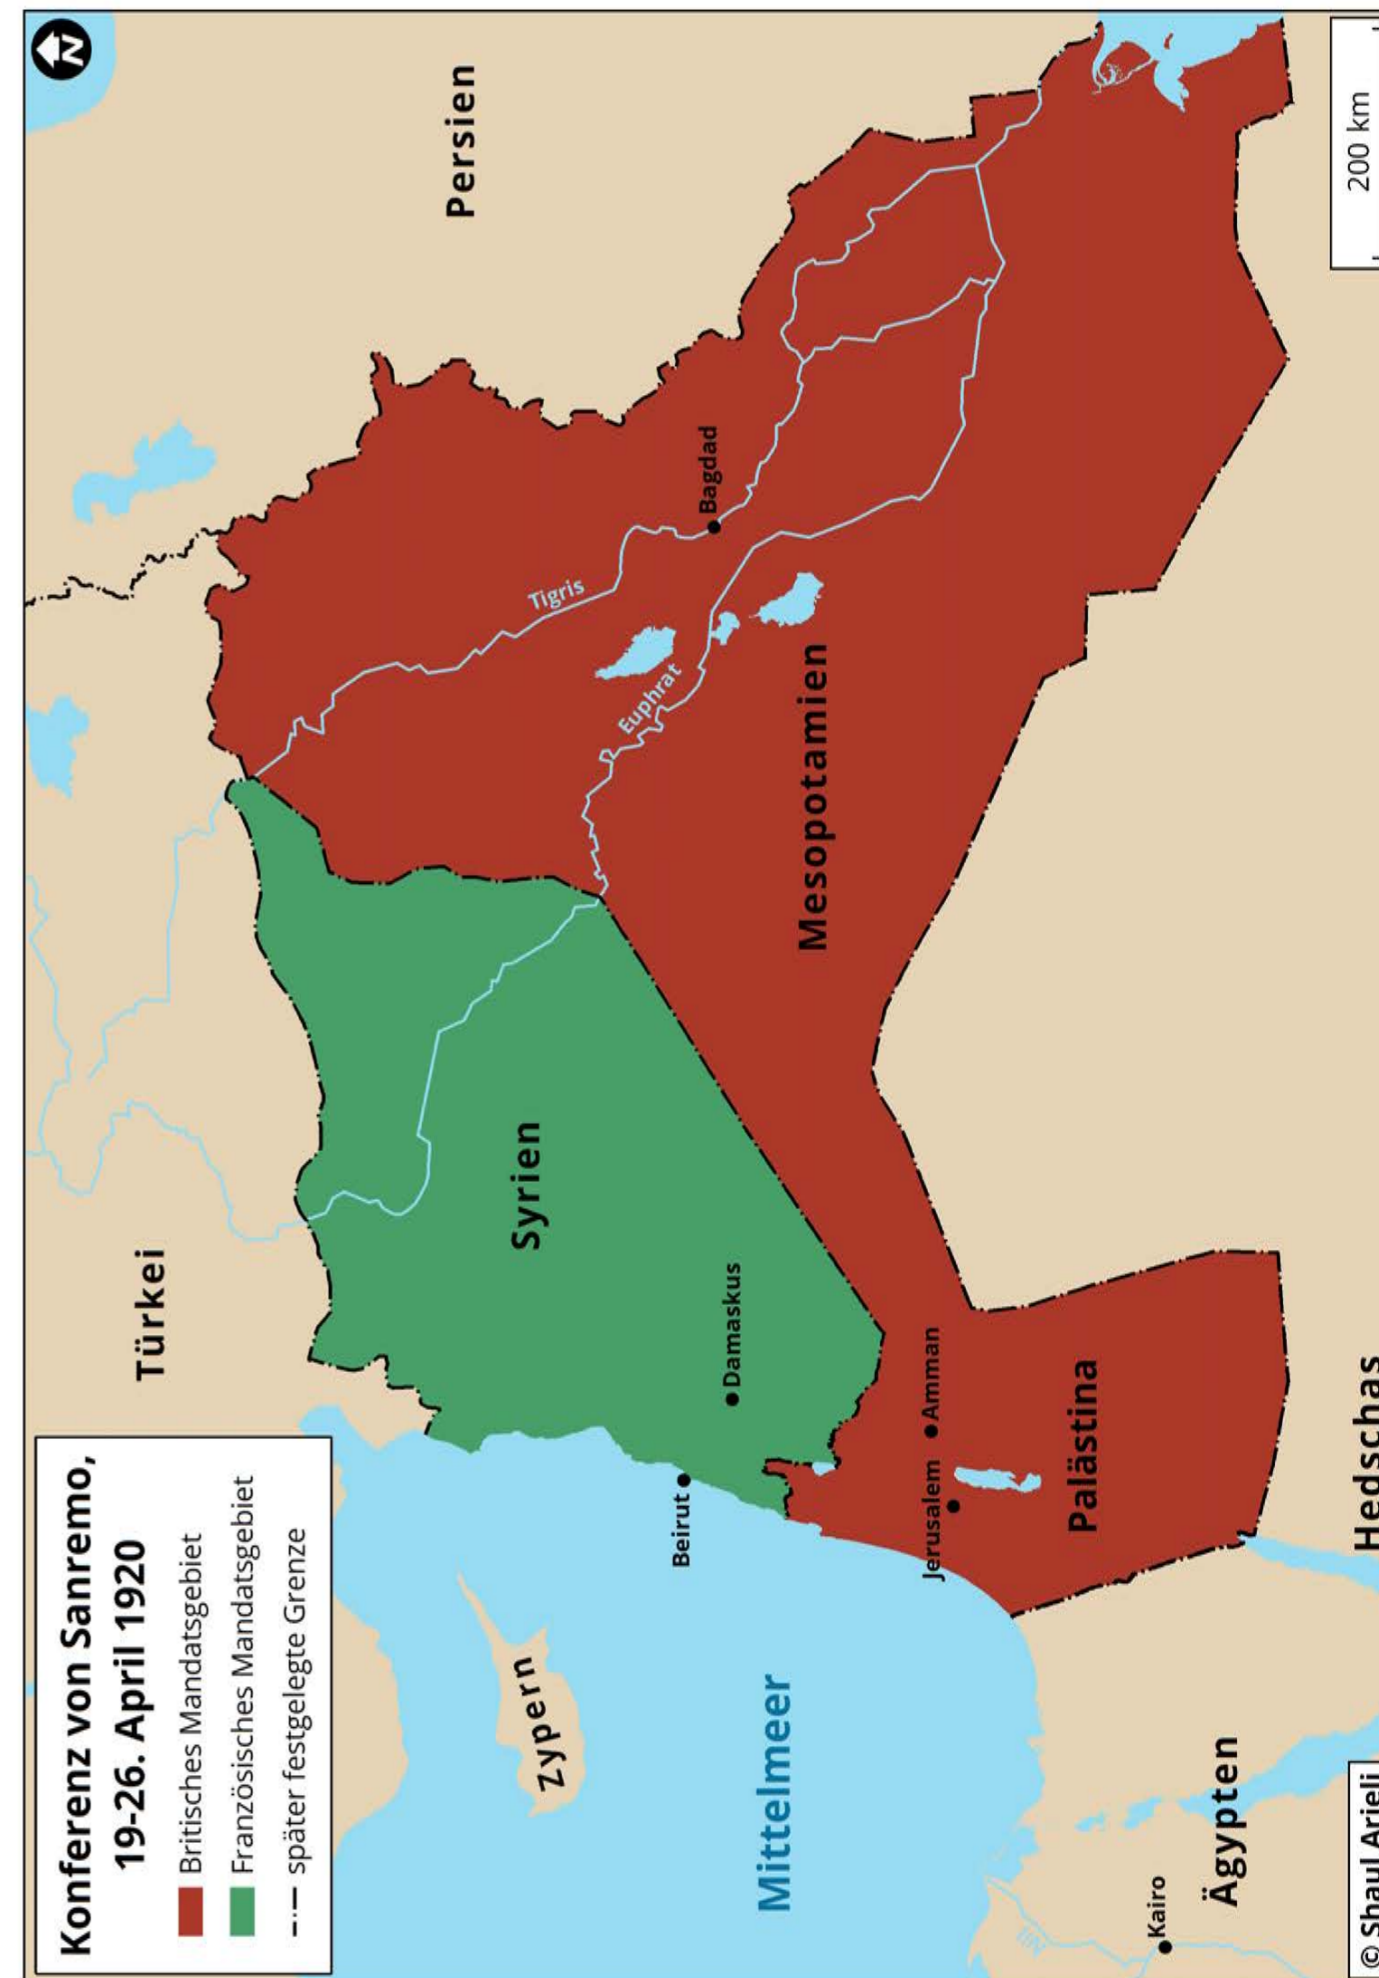 Konferenz von Sanremo,
19-26. April 1920
Britisches Mandatsgebiet
Französisches Mandatsgebiet
später festgelegte Grenze
N
Türkei
Persien
Zypern
Syrien
Tigris
Euphrat
Bagdad
Beirut
Damaskus
Mittelmeer
Mesopotamien
Jerusalem
Amman
Palästina
Kairo
Nil
Ägypten
Hedschas
200 km
© Shaul Arieli